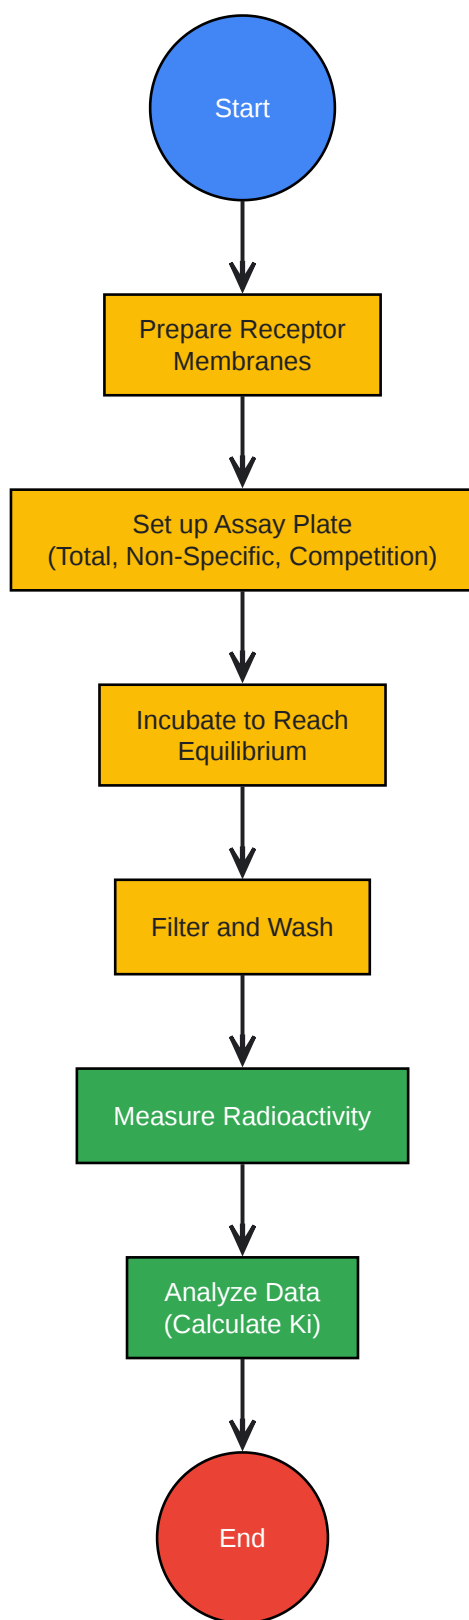 Start
Prepare Receptor
Membranes
Set up Assay Plate
(Total, Non-Specific, Competition)
Incubate to Reach
Equilibrium
Filter and Wash
Measure Radioactivity
Analyze Data
(Calculate Ki)
End